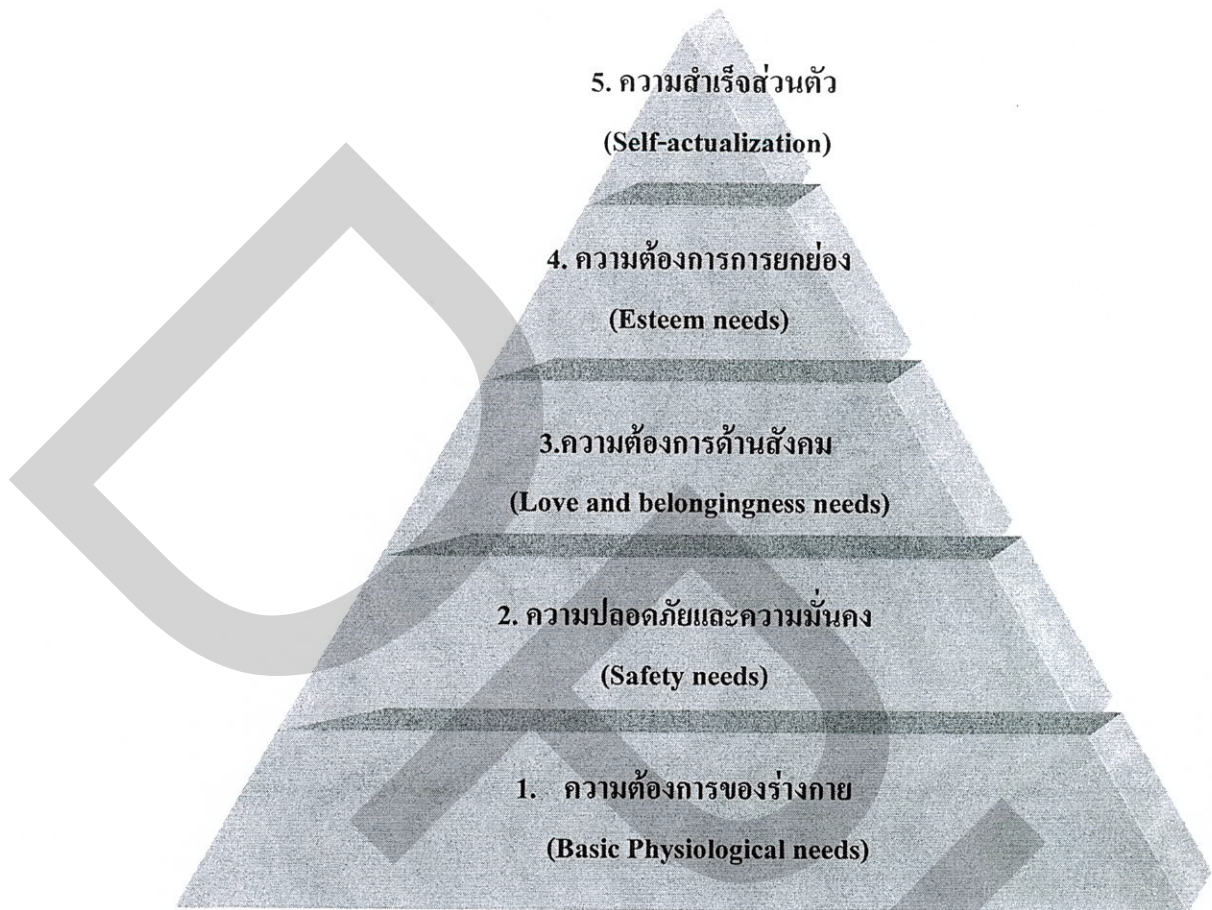 5. ความสำเร็จส่วนตัว
(Self-actualization)
4. ความต้องการการยกย่อง
(Esteem needs)
3.ความต้องการด้านสังคม
(Love and belongingness needs)
2. ความปลอดภัยและความมั่นคง
(Safety needs)
1. ความต้องการของร่างกาย
(Basic Physiological needs)